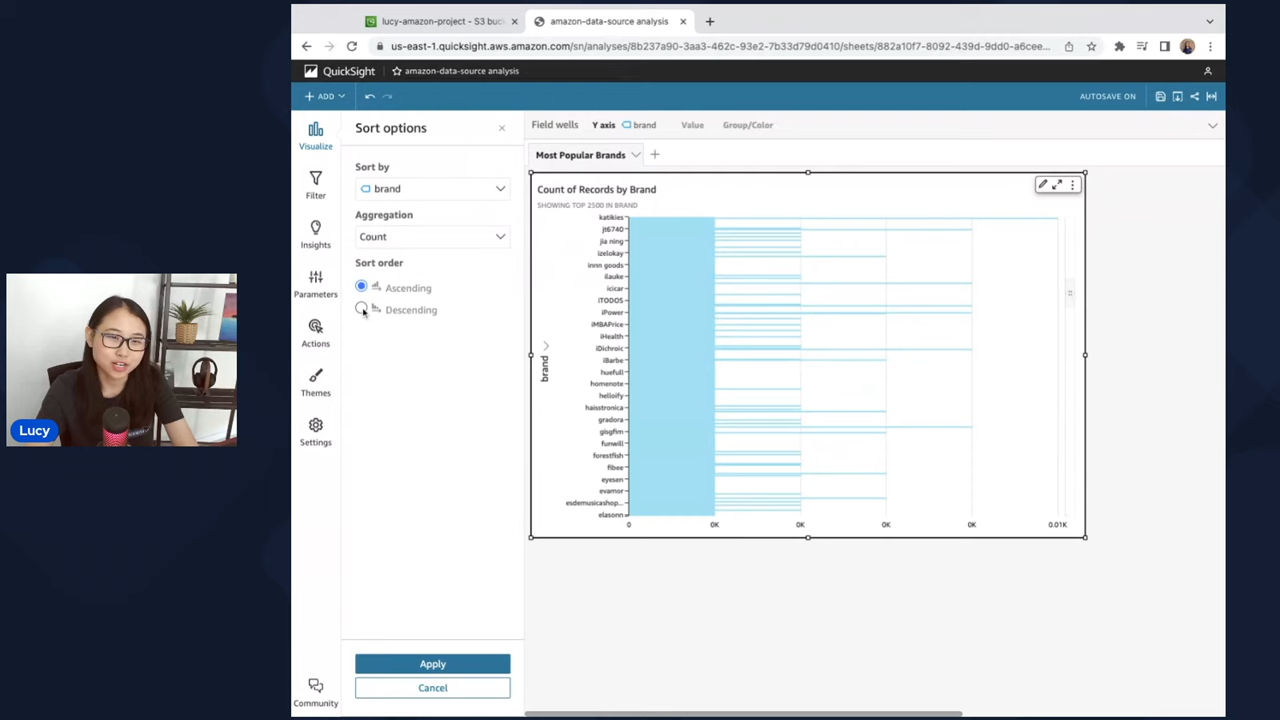 lucy-amazon-project - S3 buc
amazon-data-source analysis
us-east-1.quicksight.aws.amazon.com/sn/analyses/8b237a90-3aa3-462c-93e2-7b33d79d0410/sheets/882a10f7-8092-439d-9dd0-a6cee...
QuickSight
amazon-data-source analysis
ADD
AUTOSAVE ON
Visualize
Filter
Insights
Parameters
Actions
Themes
Settings
Community
Sort options
Sort by
brand
Aggregation
Count
Sort order
Ascending
Descending
Apply
Cancel
Field wells Y axis brand Value Group/Color
Most Popular Brands
Count of Records by Brand
SHOWING TOP 2500 IN BRAND
brand
katikies
jt6740
jia ning
izelokay
innn goods
ilauke
icicar
iTODOS
iPower
iMBAPrice
iHealth
iDichroic
iBarbe
huefull
homenote
helloify
haisstronica
gradora
gisgfim
funwill
forestfish
fibee
eyesen
evamor
esdemusicashop...
elasonn
0 0K 0K 0K 0K 0.01K
Lucy